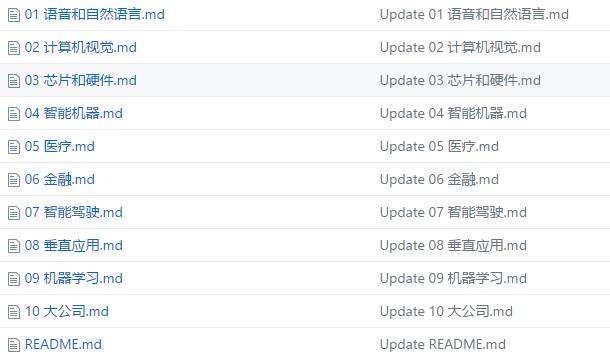 01 语音和自然语言.md Update 01 语音和自然语言.md
02 计算机视觉.md Update 02 计算机视觉.md
03 芯片和硬件.md Update 03 芯片和硬件.md
04 智能机器.md Update 04 智能机器.md
05 医疗.md Update 05 医疗.md
06 金融.md Update 06 金融.md
07 智能驾驶.md Update 07 智能驾驶.md
08 垂直应用.md Update 08 垂直应用.md
09 机器学习.md Update 09 机器学习.md
10 大公司.md Update 10 大公司.md
README.md Update README.md